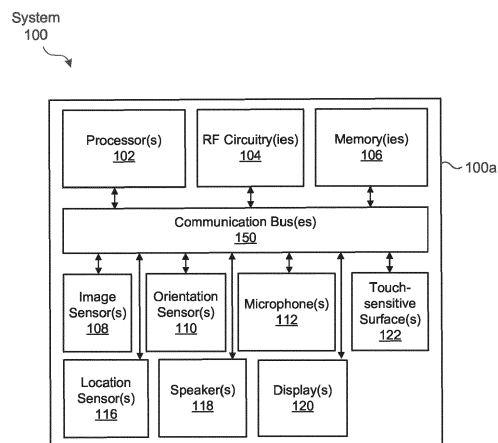 System
100
Processor(s)
102
RF Circuitry(ies)
104
Memory(ies)
106
100a
Communication Bus(es)
150
Image
Sensor(s)
108
Orientation
Sensor(s)
110
Microphone(s)
112
Touch-
sensitive
Surface(s)
122
Location
Sensor(s)
116
Speaker(s)
118
Display(s)
120